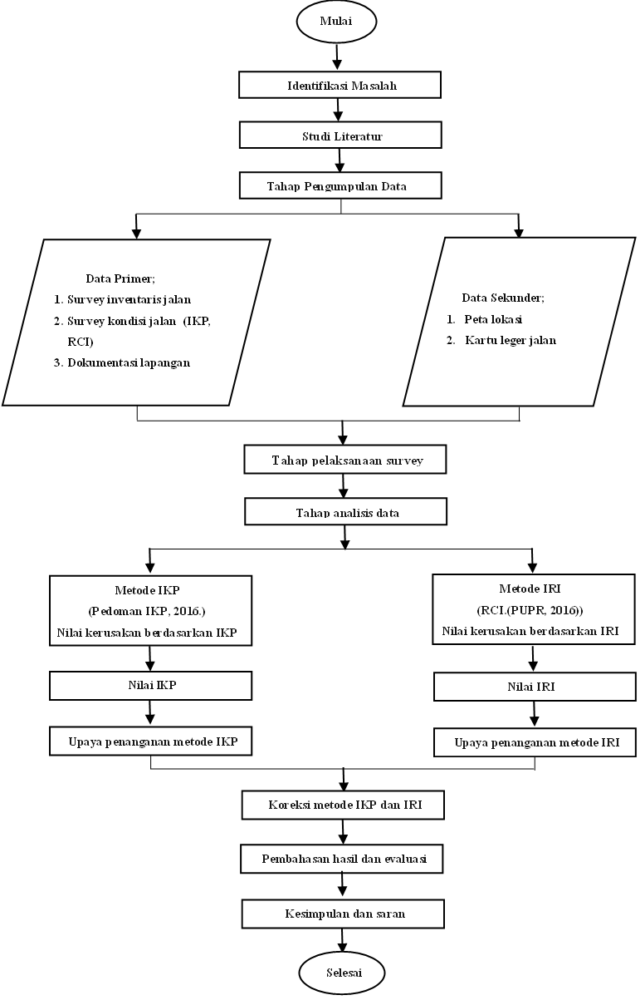 Mulai
Identifikasi Masalah
Studi Literatur
Tahap Pengumpulan Data
Data Primer;
1. Survey inventaris jalan
2. Survey kondisi jalan (IKP,
RCI)
3. Dokumentasi lapangan
Data Sekunder;
1. Peta lokasi
2. Kartu leger jalan
Tahap pelaksanaan survey
Tahap analisis data
Metode IKP
(Pedoman IKP, 2016.)
Nilai kerusakan berdasarkan IKP
Nilai IKP
Upaya penanganan metode IKP
Metode IRI
(RCI.(PUPR, 2016))
Nilai kerusakan berdasarkan IRI
Nilai IRI
Upaya penanganan metode IRI
Koreksi metode IKP dan IRI
Pembahasan hasil dan evaluasi
Kesimpulan dan saran
Selesai